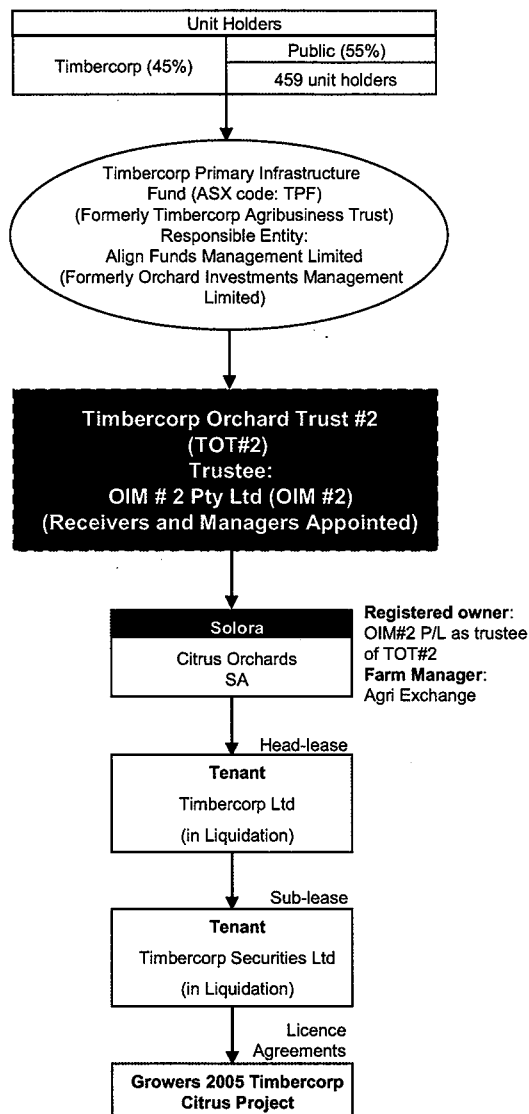 Unit Holders
Timbercorp (45%)
Public (55%)
459 unit holders
Timbercorp Primary Infrastructure
Fund (ASX code: TPF)
(Formerly Timbercorp Agribusiness Trust)
Responsible Entity:
Align Funds Management Limited
(Formerly Orchard Investments Management
Limited)
Timbercorp Orchard Trust #2
(TOT#2)
Trustee:
OIM # 2 Pty Ltd (OIM #2)
(Receivers and Managers Appointed)
Solora
Citrus Orchards
SA
Registered owner:
OIM#2 P/L as trustee
of TOT#2
Farm Manager:
Agri Exchange
Head-lease
Tenant
Timbercorp Ltd
(in Liquidation)
Sub-lease
Tenant
Timbercorp Securities Ltd
(in Liquidation)
Licence
Agreements
Growers 2005 Timbercorp
Citrus Project